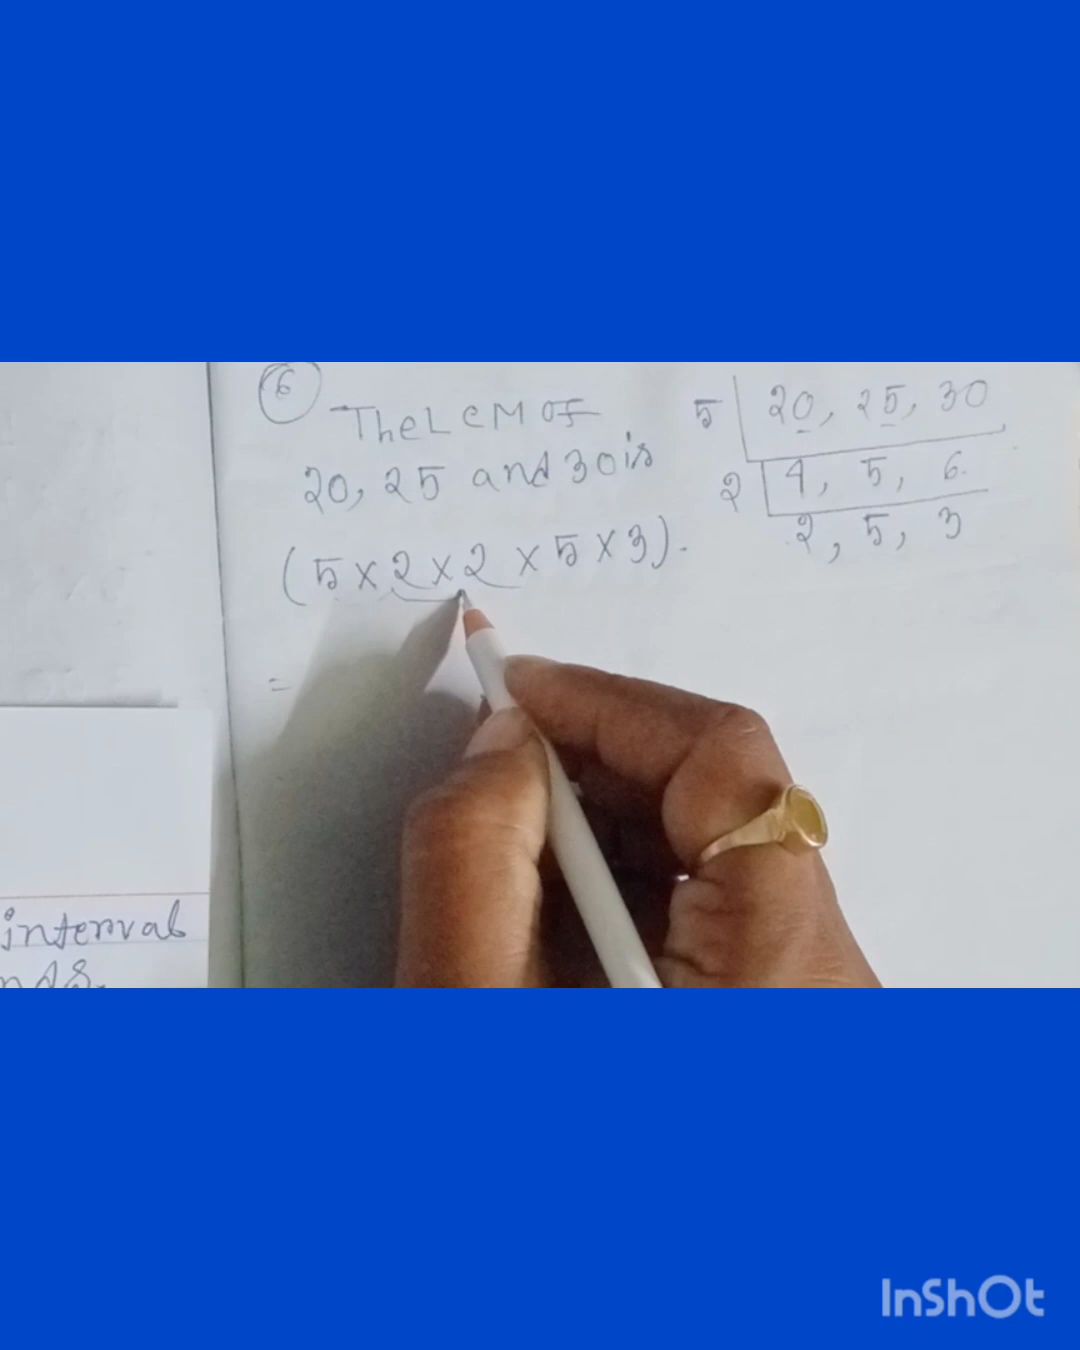 6
The LCM OF
20, 25 and 30 is
(5 × 2 × 2 × 5 × 3).
=
5 20, 25, 30
2 4, 5, 6
2, 5, 3
interval
InShOt